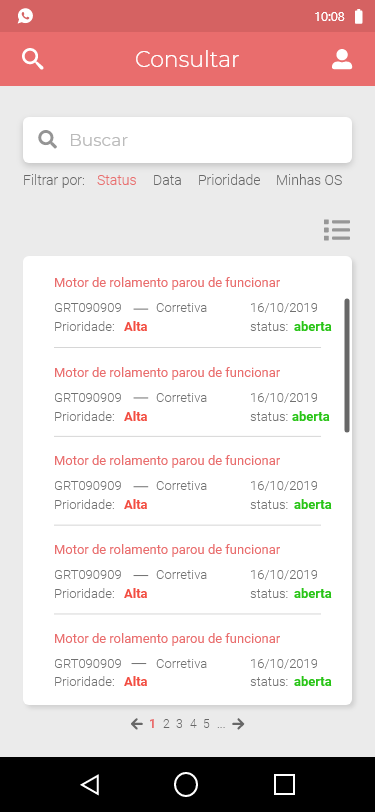 10:08
Consultar
Buscar
Filtrar por: Status Data Prioridade Minhas OS
Motor de rolamento parou de funcionar
GRT090909 — Corretiva 16/10/2019
Prioridade: Alta status: aberta
Motor de rolamento parou de funcionar
GRT090909 — Corretiva 16/10/2019
Prioridade: Alta status: aberta
Motor de rolamento parou de funcionar
GRT090909 — Corretiva 16/10/2019
Prioridade: Alta status: aberta
Motor de rolamento parou de funcionar
GRT090909 — Corretiva 16/10/2019
Prioridade: Alta status: aberta
Motor de rolamento parou de funcionar
GRT090909 — Corretiva 16/10/2019
Prioridade: Alta status: aberta
1 2 3 4 5 ...